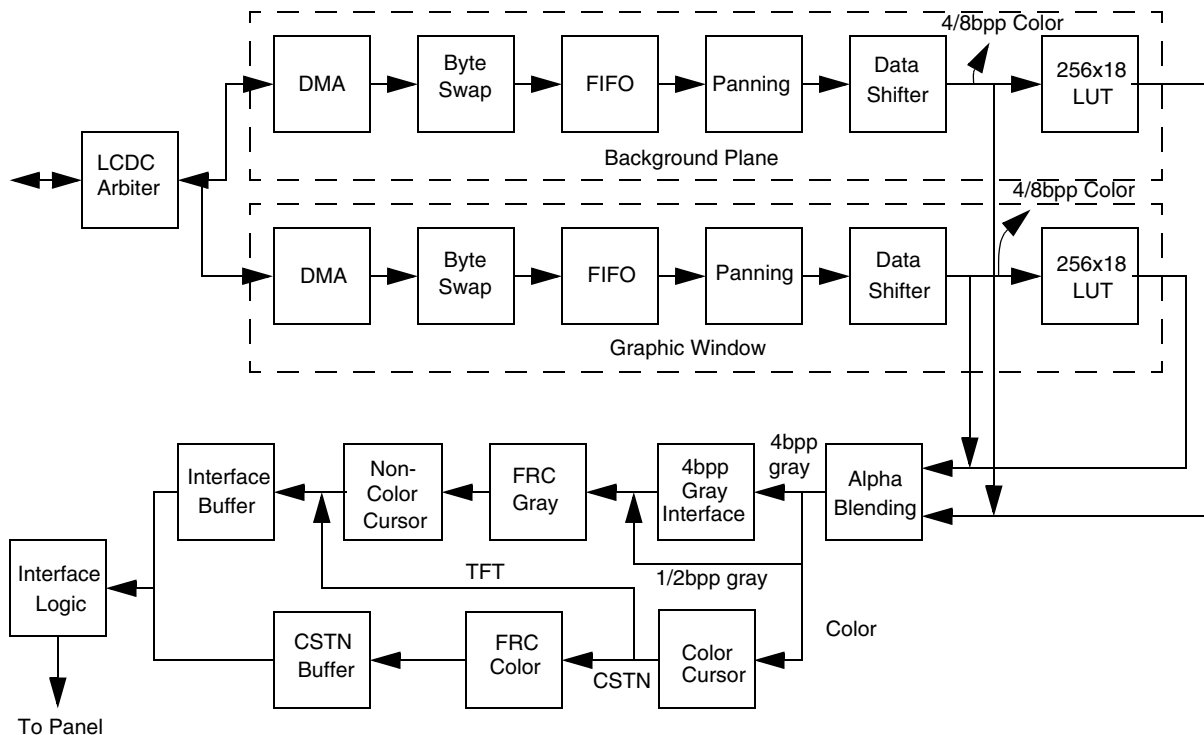 4/8bpp Color
DMA
Byte
Swap
FIFO
Panning
Data
Shifter
256x18
LUT
Background Plane
LCDC
Arbiter
4/8bpp Color
DMA
Byte
Swap
FIFO
Panning
Data
Shifter
256x18
LUT
Graphic Window
Interface
Buffer
Non-
Color
Cursor
FRC
Gray
4bpp
Gray
Interface
4bpp
gray
Alpha
Blending
Interface
Logic
TFT
1/2bpp gray
CSTN
Buffer
FRC
Color
CSTN
Color
Cursor
Color
To Panel